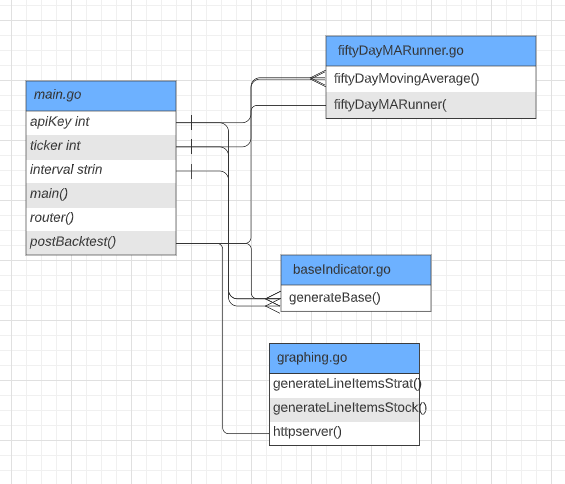 fiftyDayMARunner.go
fiftyDayMovingAverage()
fiftyDayMARunner(
main.go
apiKey int
ticker int
interval strin
main()
router()
postBacktest()
baseIndicator.go
generateBase()
graphing.go
generateLineItemsStrat()
generateLineItemsStock()
httpserver()